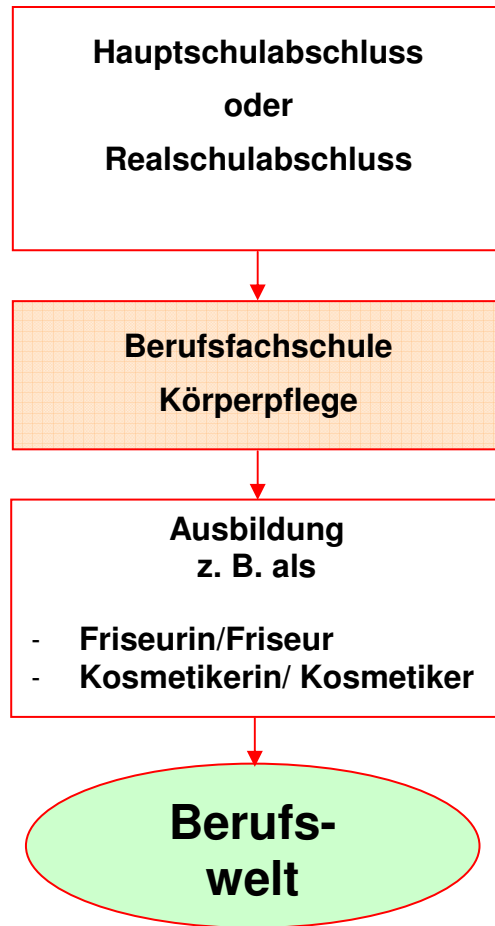 Hauptschulabschluss
oder
Realschulabschluss
Berufsfachschule
Körperpflege
Ausbildung
z. B. als
- Friseurin/Friseur
- Kosmetikerin/ Kosmetiker
Berufs-
welt